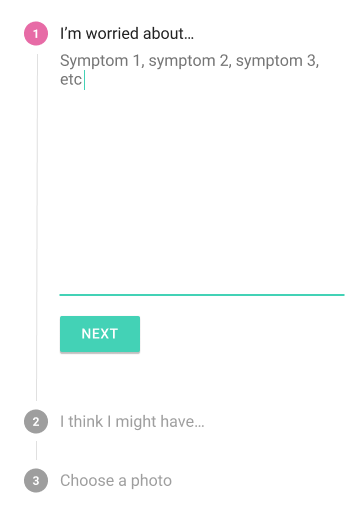 1 I'm worried about…
Symptom 1, symptom 2, symptom 3,
etc
NEXT
2 I think I might have…
3 Choose a photo